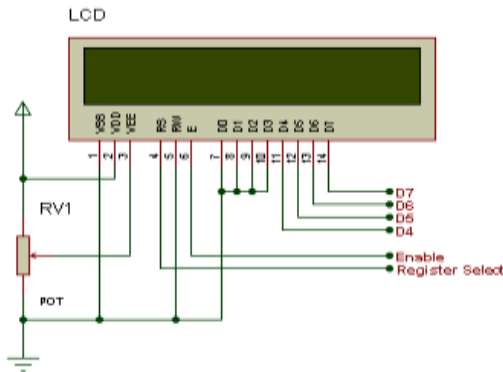 LCD
VSS VDD VEE RS RW E D0 D1 D2 D3 D4 D5 D6 D7
1 2 3 4 5 6 7 8 9 10 11 12 13 14
D7
D6
D5
D4
RV1
Enable
Register Select
POT